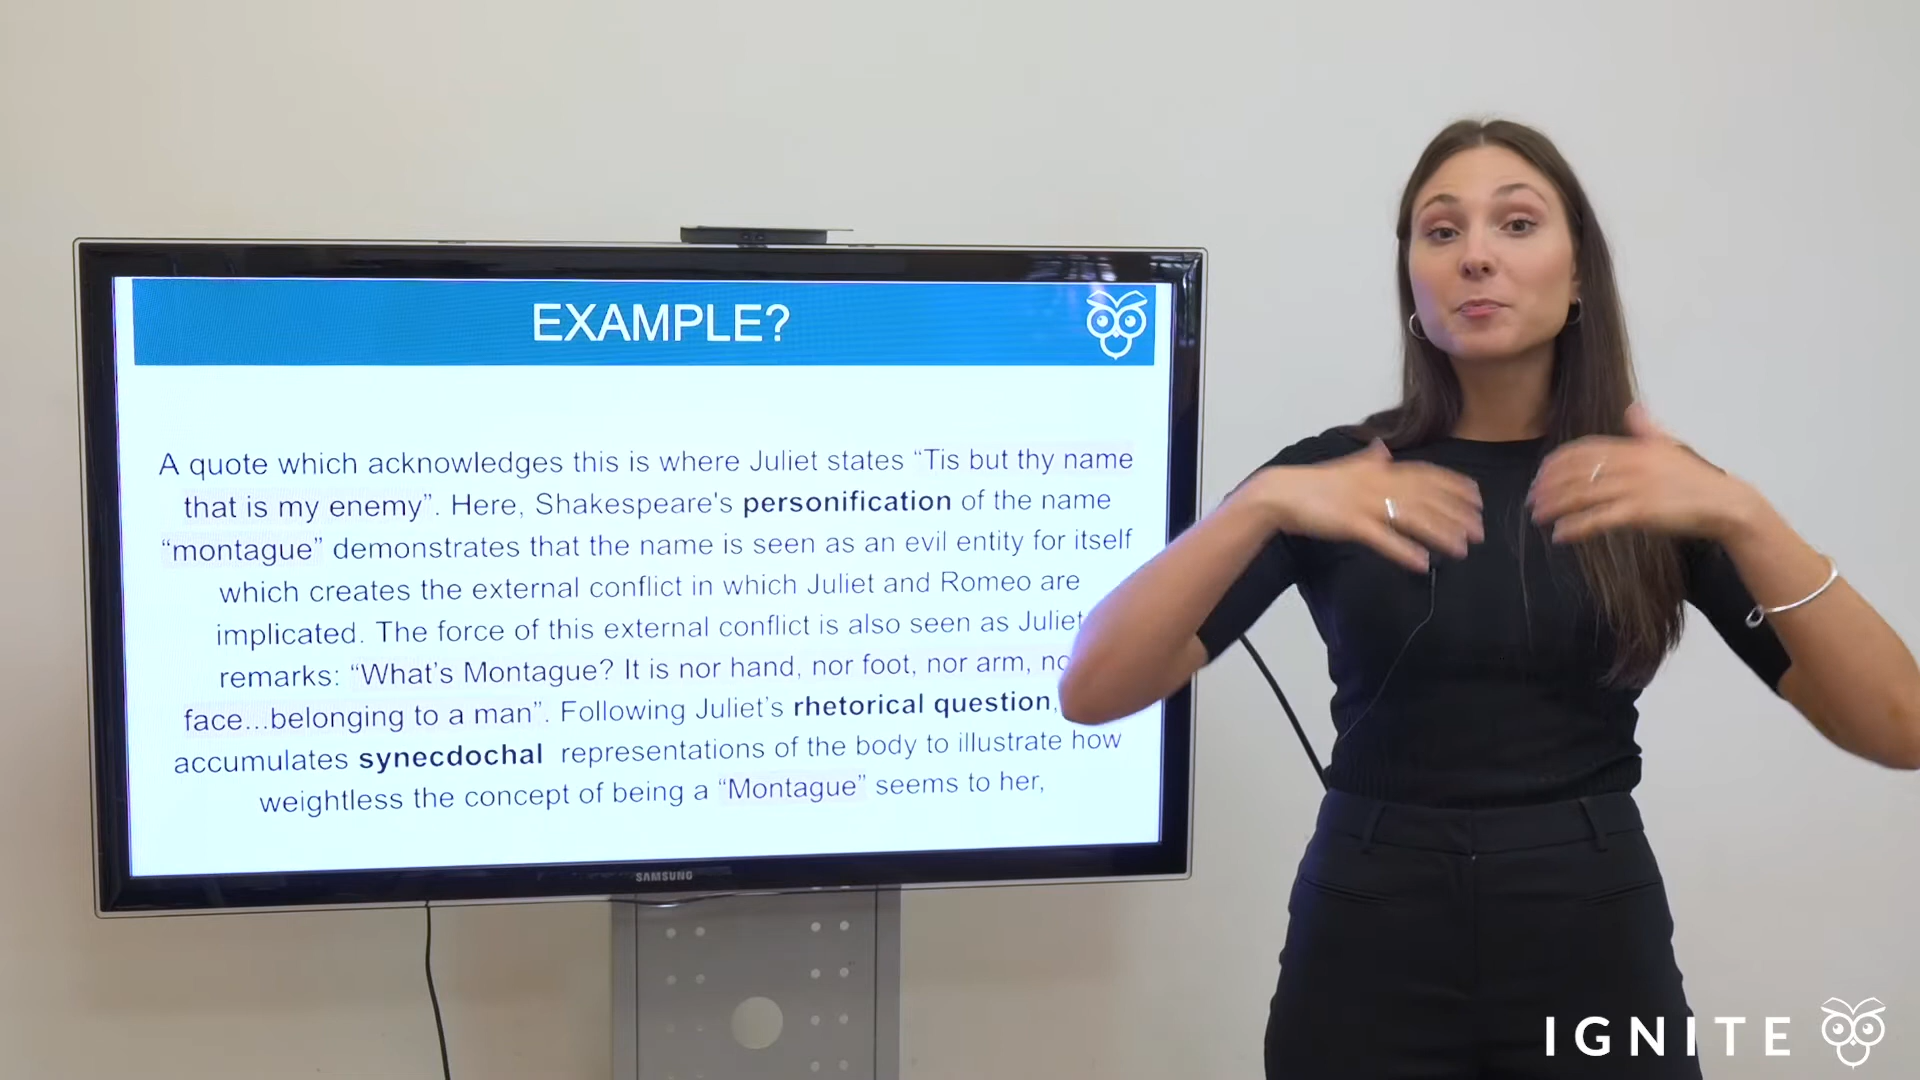 EXAMPLE?
A quote which acknowledges this is where Juliet states “Tis but thy name
that is my enemy”. Here, Shakespeare's personification of the name
“montague” demonstrates that the name is seen as an evil entity for itself
which creates the external conflict in which Juliet and Romeo are
implicated. The force of this external conflict is also seen as Juliet
remarks: “What’s Montague? It is nor hand, nor foot, nor arm,
face...belonging to a man”. Following Juliet’s rhetorical question,
accumulates synecdochal representations of the body to illustrate how
weightless the concept of being a “Montague” seems to her,
SAMSUNG
IGNITE